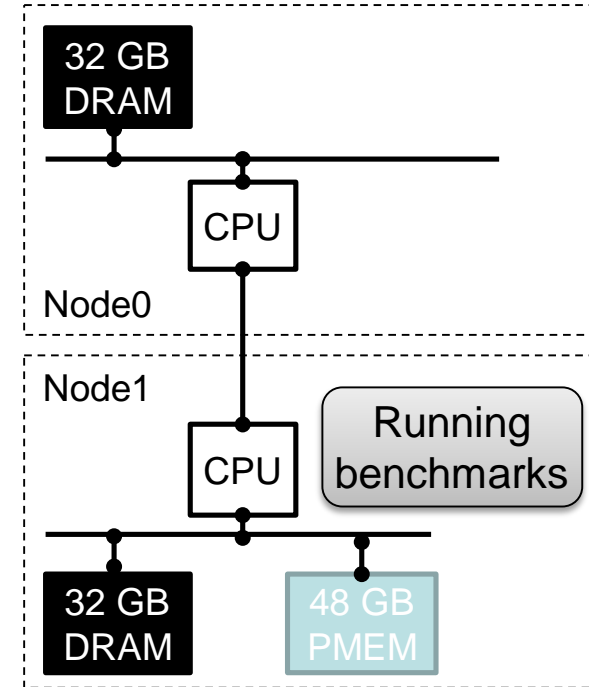 32 GB
DRAM
CPU
Node0
Node1
CPU
Running
benchmarks
32 GB
DRAM
48 GB
PMEM